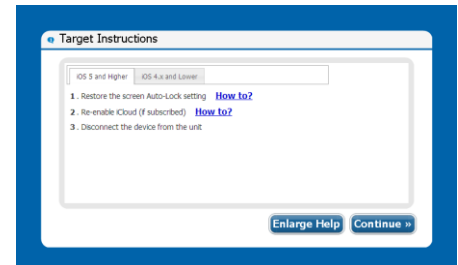 Target Instructions
iOS 5 and Higher iOS 4.x and Lower
1. Restore the screen Auto-Lock setting How to?
2. Re-enable iCloud (if subscribed) How to?
3. Disconnect the device from the unit
Enlarge Help Continue »